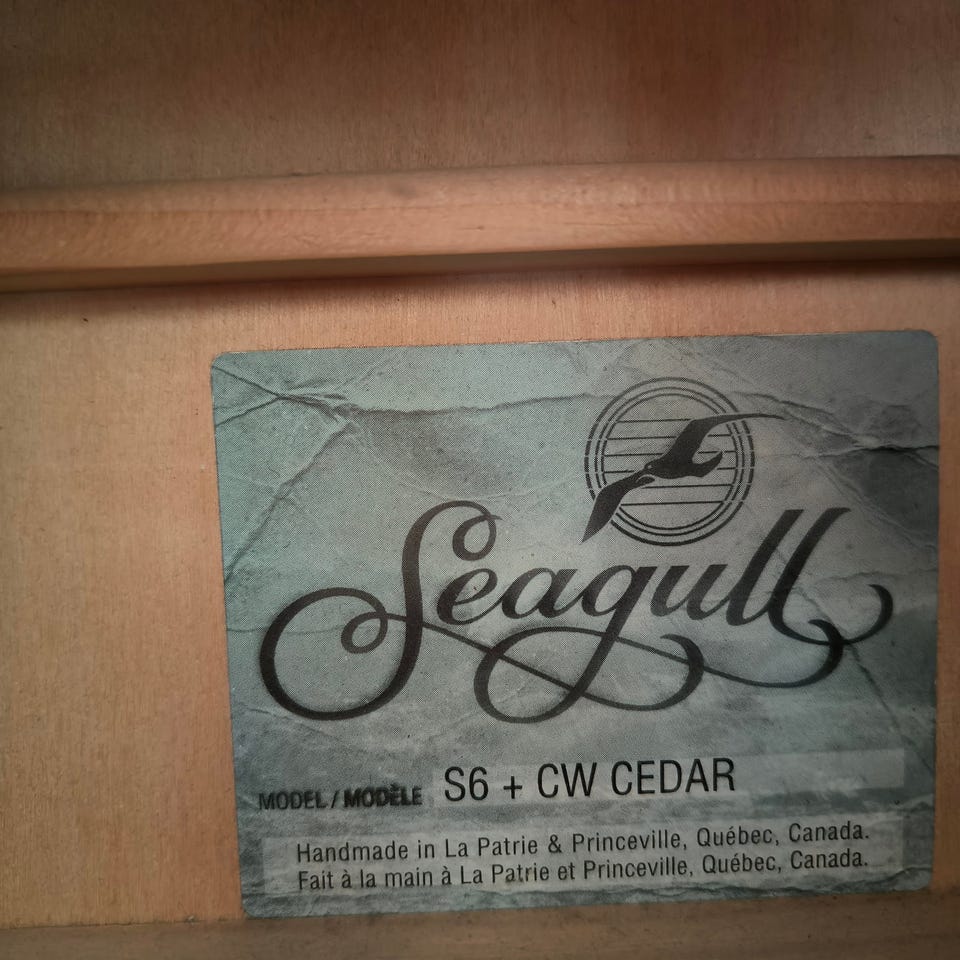 Seagull
MODEL / MODÈLE S6 + CW CEDAR
Handmade in La Patrie & Princeville, Québec, Canada.
Fait à la main à La Patrie et Princeville, Québec, Canada.